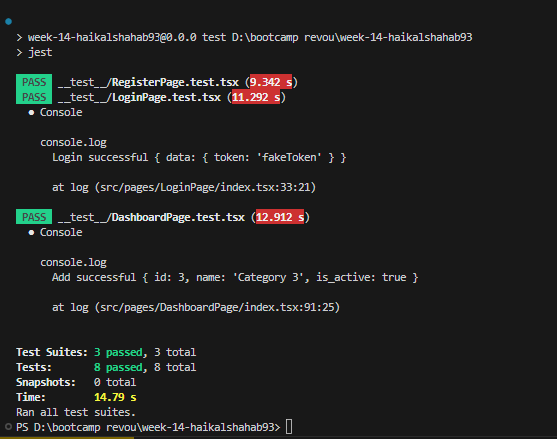 > week-14-haikalshahab93@0.0.0 test D:\bootcamp revou\week-14-haikalshahab93
> jest
PASS __test__/RegisterPage.test.tsx (9.342 s)
PASS __test__/LoginPage.test.tsx (11.292 s)
● Console
console.log
Login successful { data: { token: 'fakeToken' } }
at log (src/pages/LoginPage/index.tsx:33:21)
PASS __test__/DashboardPage.test.tsx (12.912 s)
● Console
console.log
Add successful { id: 3, name: 'Category 3', is_active: true }
at log (src/pages/DashboardPage/index.tsx:91:25)
Test Suites: 3 passed, 3 total
Tests: 8 passed, 8 total
Snapshots: 0 total
Time: 14.79 s
Ran all test suites.
PS D:\bootcamp revou\week-14-haikalshahab93>